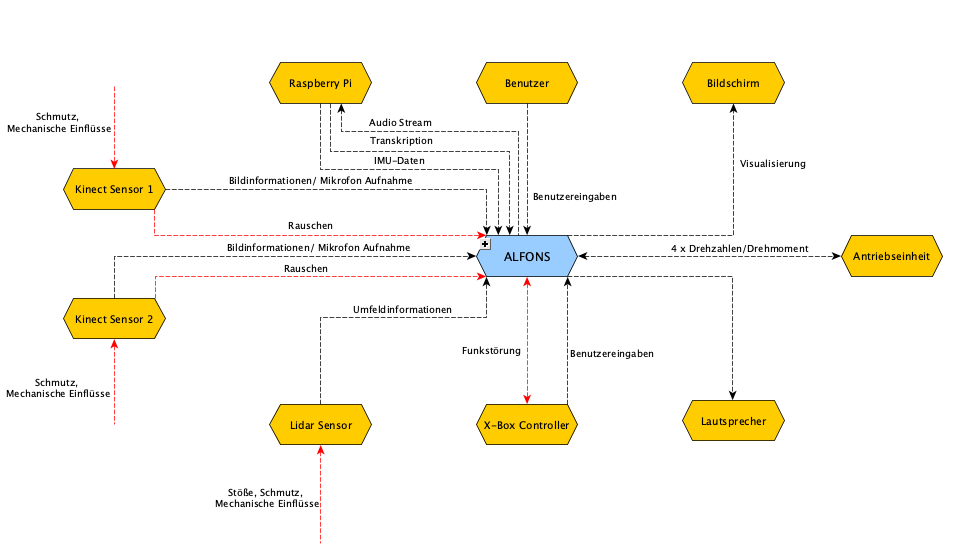 Raspberry Pi
Benutzer
Bildschirm
Schmutz,
Mechanische Einflüsse
Audio Stream
Transkription
IMU-Daten
Visualisierung
Kinect Sensor 1
Bildinformationen/ Mikrofon Aufnahme
Benutzereingaben
Rauschen
Bildinformationen/ Mikrofon Aufnahme
ALFONS
4 x Drehzahlen/Drehmoment
Antriebseinheit
Rauschen
Kinect Sensor 2
Umfeldinformationen
Funkstörung
Benutzereingaben
Schmutz,
Mechanische Einflüsse
Lidar Sensor
X-Box Controller
Lautsprecher
Stöße, Schmutz,
Mechanische Einflüsse